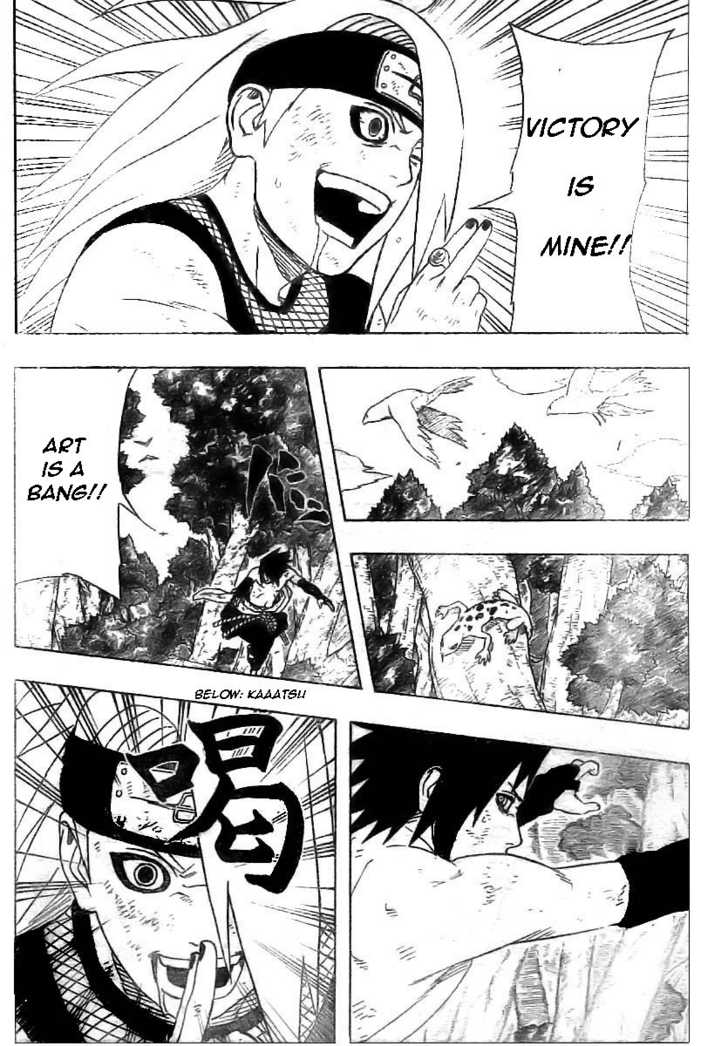 VICTORY
IS
MINE!!
ART
IS A
BANG!!
BELOW: KAAATSU
喝